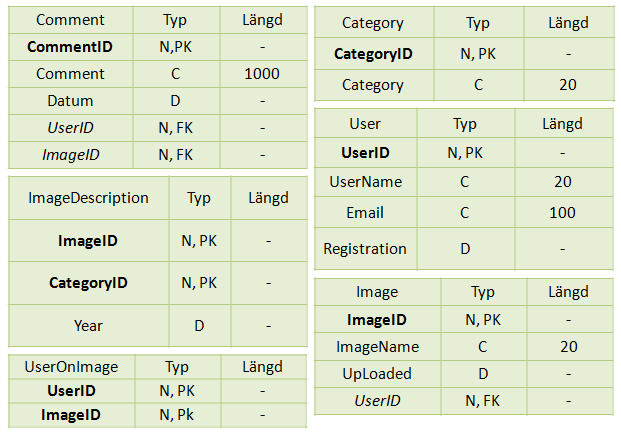 Comment Typ Längd
CommentID N,PK -
Comment C 1000
Datum D -
UserID N, FK -
ImageID N, FK -
ImageDescription Typ Längd
ImageID N, PK -
CategoryID N, PK -
Year D -
UserOnImage Typ Längd
UserID N, PK -
ImageID N, Pk -
Category Typ Längd
CategoryID N, PK -
Category C 20
User Typ Längd
UserID N, PK -
UserName C 20
Email C 100
Registration D -
Image Typ Längd
ImageID N, PK -
ImageName C 20
UpLoaded D -
UserID N, FK -